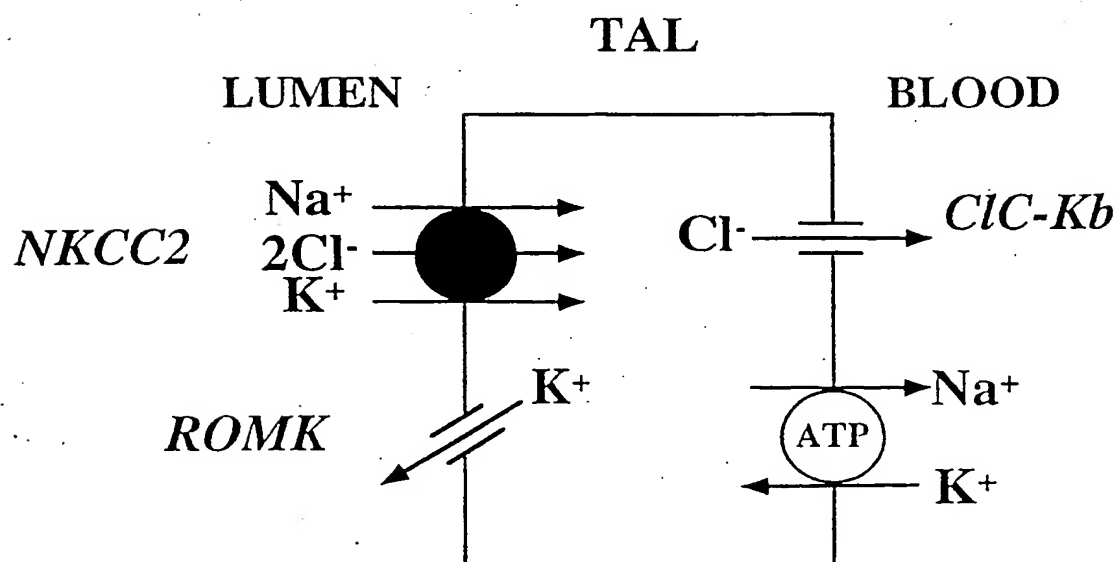 TAL
LUMEN
BLOOD
Na⁺
NKCC2
2Cl⁻
K⁺
Cl⁻
ClC-Kb
K⁺
ROMK
Na⁺
ATP
K⁺